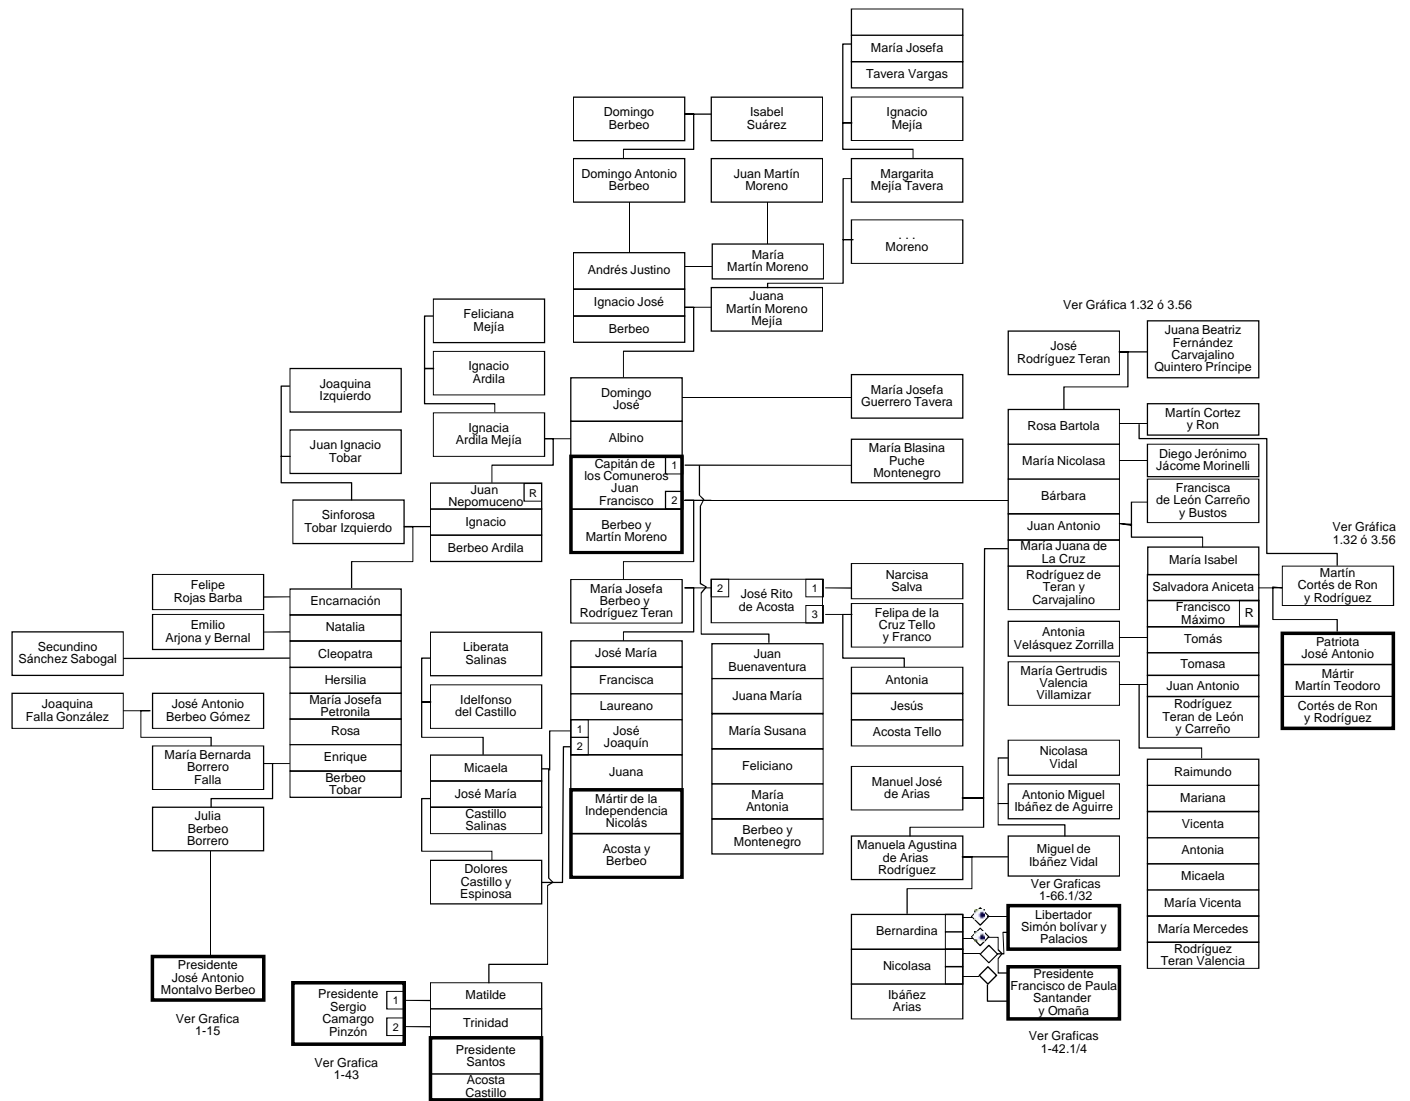 María Josefa
Tavera Vargas
Domingo
Berbeo
Isabel
Suárez
Ignacio
Mejía
Domingo Antonio
Berbeo
Juan Martín
Moreno
Margarita
Mejía Tavera
. . .
Moreno
Andrés Justino
Ignacio José
Berbeo
María
Martín Moreno
Juana
Martín Moreno
Mejía
Ver Gráfica 1.32 ó 3.56
Feliciana
Mejía
José
Rodríguez Teran
Juana Beatriz
Fernández
Carvajalino
Quintero Príncipe
Ignacio
Ardila
Joaquina
Izquierdo
Domingo
José
Albino
Capitán de
los Comuneros
Juan
Francisco
1
2
Berbeo y
Martín Moreno
María Josefa
Guerrero Tavera
Ignacia
Ardila Mejía
Juan Ignacio
Tobar
María Blasina
Puche
Montenegro
Rosa Bartola
María Nicolasa
Bárbara
Juan Antonio
María Juana de
La Cruz
Rodríguez de
Teran y
Carvajalino
Martín Cortez
y Ron
Diego Jerónimo
Jácome Morinelli
Francisca
de León Carreño
y Bustos
Juan
Nepomuceno
R
Ignacio
Berbeo Ardila
Sinforosa
Tobar Izquierdo
Ver Gráfica
1.32 ó 3.56
María Isabel
Salvadora Aniceta
Francisco
Máximo
R
Tomás
Tomasa
Juan Antonio
Rodríguez
Teran de León
y Carreño
Martín
Cortés de Ron
y Rodríguez
Felipe
Rojas Barba
Emilio
Arjona y Bernal
Secundino
Sánchez Sabogal
Encarnación
Natalia
Cleopatra
Hersilia
María Josefa
Petronila
Rosa
Enrique
Berbeo
Tobar
María Josefa
Berbeo y
Rodríguez Teran
2
José Rito
de Acosta
1
3
Narcisa
Salva
Felipa de la
Cruz Tello
y Franco
Antonia
Velásquez Zorrilla
María Gertrudis
Valencia
Villamizar
Patriota
José Antonio
Mártir
Martín Teodoro
Cortés de Ron
y Rodríguez
Liberata
Salinas
Idelfonso
del Castillo
José María
Francisca
Laureano
1
2
José
Joaquín
Juana
Mártir de la
Independencia
Nicolás
Acosta y
Berbeo
Juan
Buenaventura
Juana María
María Susana
Feliciano
María
Antonia
Berbeo y
Montenegro
Antonia
Jesús
Acosta Tello
Joaquina
Falla González
José Antonio
Berbeo Gómez
María Bernarda
Borrero
Falla
Julia
Berbeo
Borrero
Micaela
José María
Castillo
Salinas
Dolores
Castillo y
Espinosa
Manuel José
de Arias
Nicolasa
Vidal
Antonio Miguel
Ibáñez de Aguirre
Manuela Agustina
de Arias
Rodríguez
Miguel de
Ibáñez Vidal
Ver Graficas
1-66.1/32
Raimundo
Mariana
Vicenta
Antonia
Micaela
María Vicenta
María Mercedes
Rodríguez
Teran Valencia
Bernardina
Nicolasa
Ibáñez
Arias
Libertador
Simón bolívar y
Palacios
Presidente
Francisco de Paula
Santander
y Omaña
Ver Graficas
1-42.1/4
Presidente
José Antonio
Montalvo Berbeo
Ver Grafica
1-15
Presidente
Sergio
Camargo
Pinzón
1
2
Ver Grafica
1-43
Matilde
Trinidad
Presidente
Santos
Acosta
Castillo